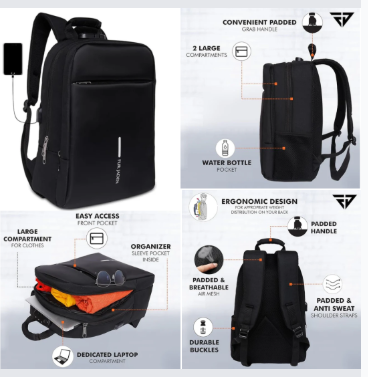 CONVENIENT PADDED
GRAB HANDLE
2 LARGE
COMPARTMENTS
WATER BOTTLE
POCKET
EASY ACCESS
FRONT POCKET
LARGE
COMPARTMENT
FOR CLOTHES
ORGANIZER
SLEEVE POCKET
INSIDE
DEDICATED LAPTOP
COMPARTMENT
ERGONOMIC DESIGN
FOR APPROPRIATE WEIGHT
DISTRIBUTION ON YOUR BACK
PADDED
HANDLE
PADDED &
BREATHABLE
AIR MESH
PADDED &
ANTI SWEAT
SHOULDER STRAPS
DURABLE
BUCKLES